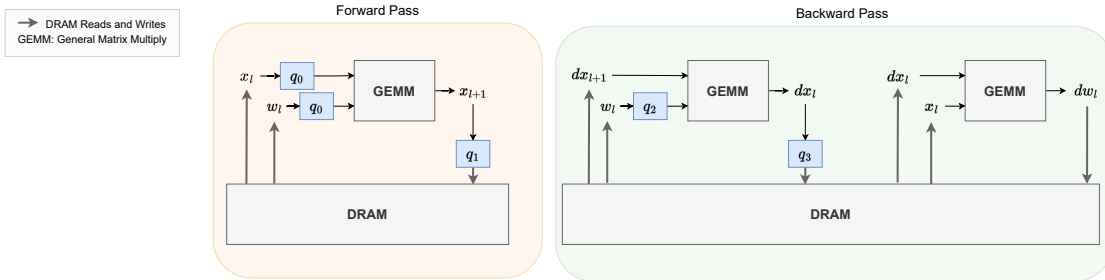 Forward Pass
Backward Pass
DRAM Reads and Writes
GEMM: General Matrix Multiply
x_l
q_0
w_l
q_0
GEMM
x_{l+1}
q_1
DRAM
dx_{l+1}
w_l
q_2
GEMM
dx_l
q_3
dx_l
x_l
GEMM
dw_l
DRAM